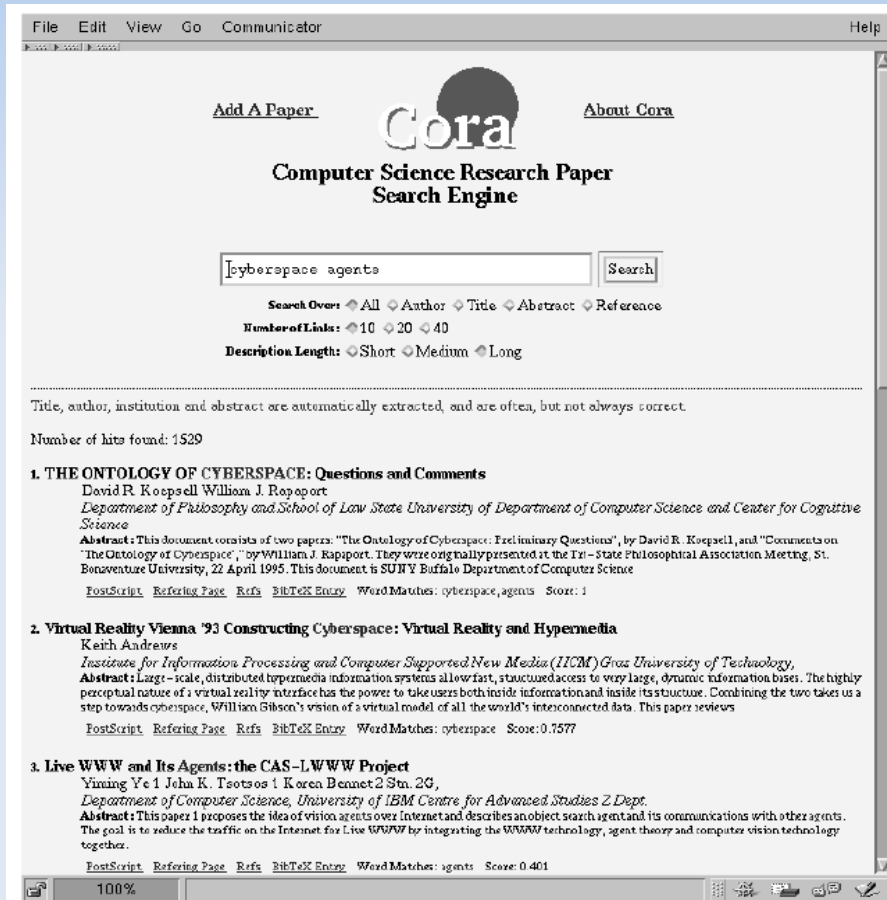 File Edit View Go Communicator Help
Add A Paper Cora About Cora
Computer Science Research Paper
Search Engine
cyberspace agents Search
Search Over: All Author Title Abstract Reference
Number of Links: 10 20 40
Description Length: Short Medium Long
Title, author, institution and abstract are automatically extracted, and are often, but not always correct.
Number of hits found: 1529
1. THE ONTOLOGY OF CYBERSPACE: Questions and Comments
David R. Koepsell William J. Rapaport
Department of Philosophy and School of Law State University of Department of Computer Science and Center for Cognitive
Science
Abstract: This document consists of two papers: "The Ontology of Cyberspace: Preliminary Questions", by David R. Koepsell, and "Comments on
"The Ontology of Cyberspace"," by William J. Rapaport. They were originally presented at the Tri-State Philosophical Association Meeting, St.
Bonaventure University, 22 April 1995. This document is SUNY Buffalo Department of Computer Science
PostScript Refering Page Refs BibTeX Entry Word Matches: cyberspace, agents Score: 1
2. Virtual Reality Vienna '93 Constructing Cyberspace: Virtual Reality and Hypermedia
Keith Andrews
Institute for Information Processing and Computer Supported New Media (IICM) Graz University of Technology,
Abstract: Large-scale, distributed hypermedia information systems allow fast, structured access to very large, dynamic information bases. The highly
perceptual nature of a virtual reality interface has the power to take users both inside information and inside its structure. Combining the two takes us a
step towards cyberspace, William Gibson's vision of a virtual model of all the world's interconnected data. This paper reviews
PostScript Refering Page Refs BibTeX Entry Word Matches: cyberspace Score: 0.7577
3. Live WWW and Its Agents: the CAS-LWWW Project
Yiming Ye 1 John K. Tsotsos 1 Karen Bennet 2 Stn. 2G,
Department of Computer Science, University of IBM Centre for Advanced Studies Z Dept.
Abstract: This paper 1 proposes the idea of vision agents over Internet and describes an object search agent and its communications with other agents.
The goal is to reduce the traffic on the Internet for Live WWW by integrating the WWW technology, agent theory and computer vision technology
together.
PostScript Refering Page Refs BibTeX Entry Word Matches: agents Score: 0.401
100%